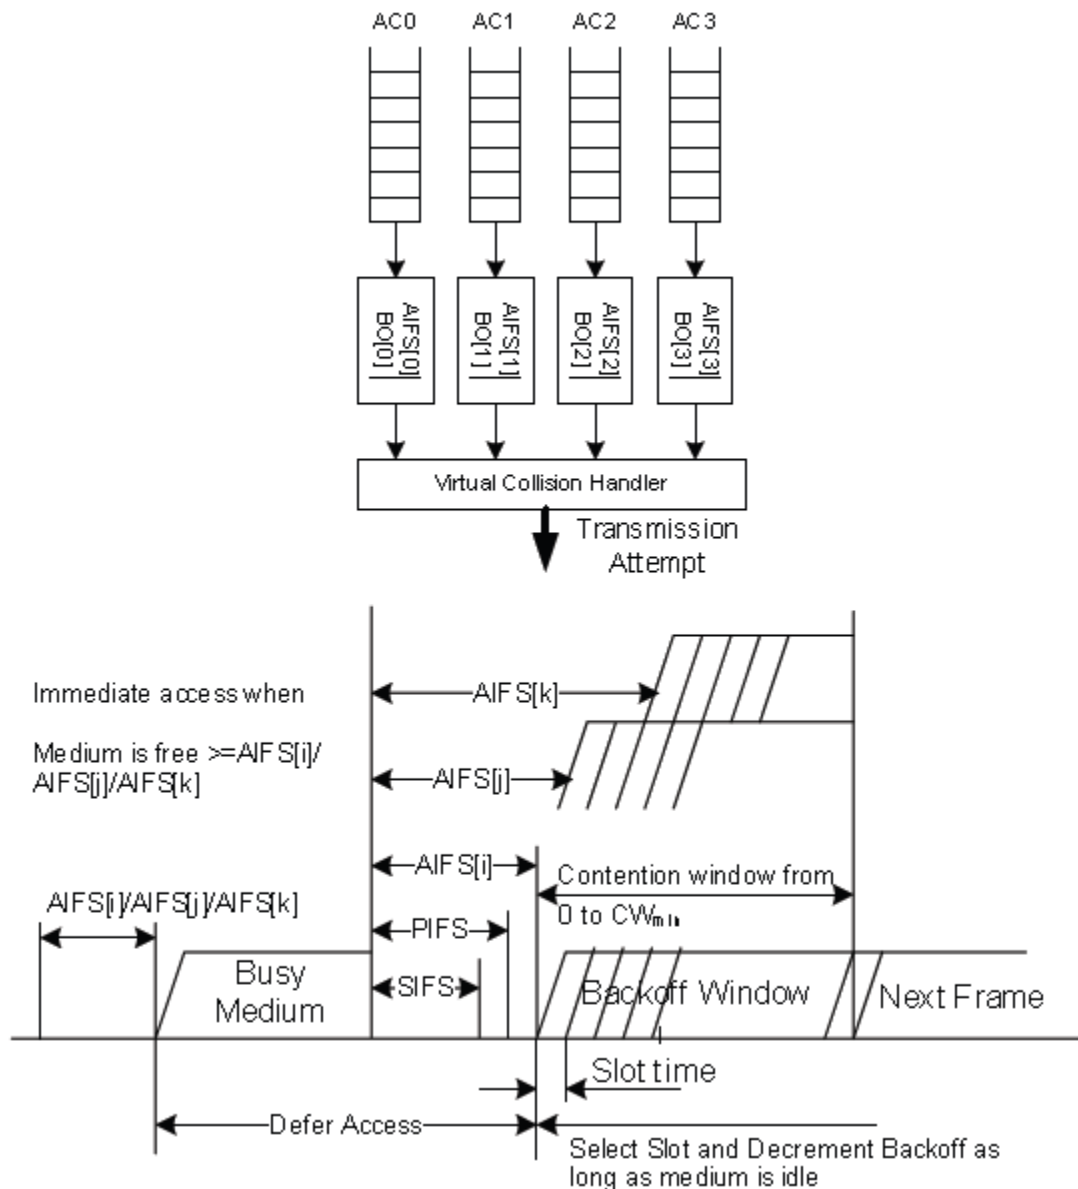 AC0 AC1 AC2 AC3
AIFS[0] AIFS[1] AIFS[2] AIFS[3]
BO[0] BO[1] BO[2] BO[3]
Virtual Collision Handler
Transmission
Attempt
Immediate access when
Medium is free >=AIFS[i]/
AIFS[j]/AIFS[k]
AIFS[k]
AIFS[j]
AIFS[i]
AIFS[i]/AIFS[j]/AIFS[k]
PIFS
SIFS
Contention window from
0 to CWmin
Busy
Medium
Backoff Window
Next Frame
Slot time
Defer Access
Select Slot and Decrement Backoff as
long as medium is idle